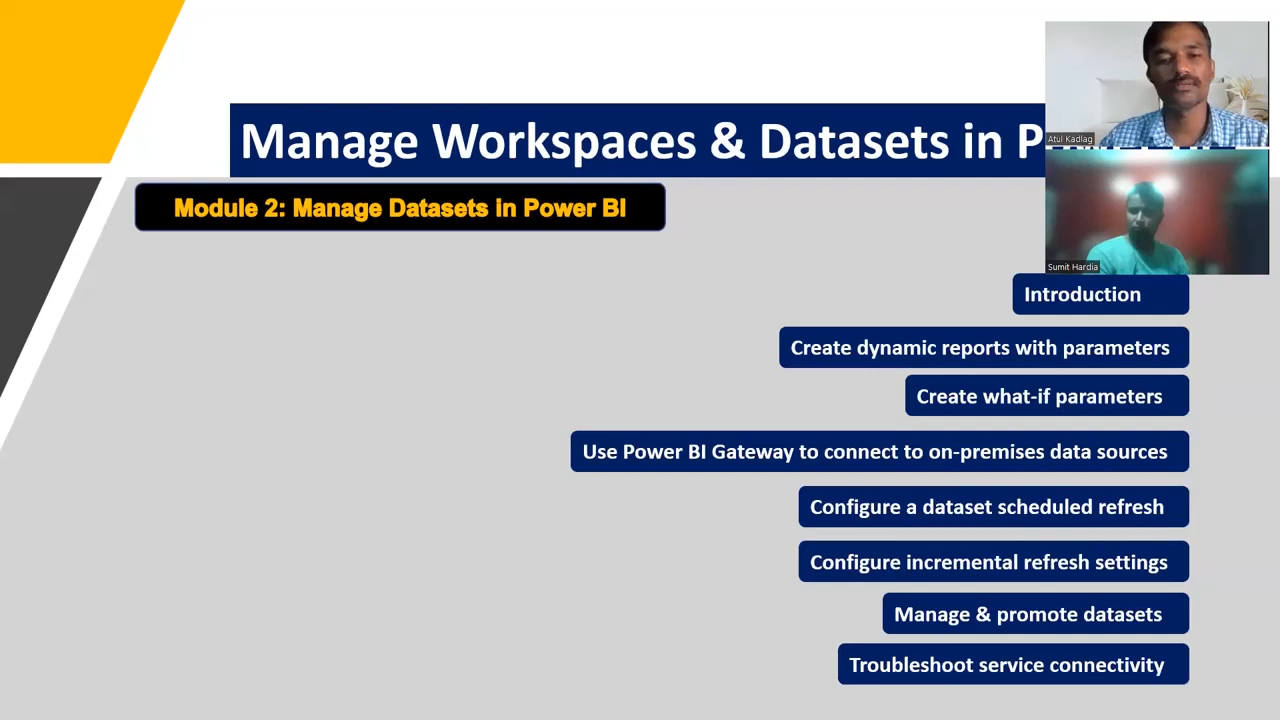 Manage Workspaces & Datasets in
Atul Kadlag
Module 2: Manage Datasets in Power BI
Sumit Hardia
Introduction
Create dynamic reports with parameters
Create what-if parameters
Use Power BI Gateway to connect to on-premises data sources
Configure a dataset scheduled refresh
Configure incremental refresh settings
Manage & promote datasets
Troubleshoot service connectivity